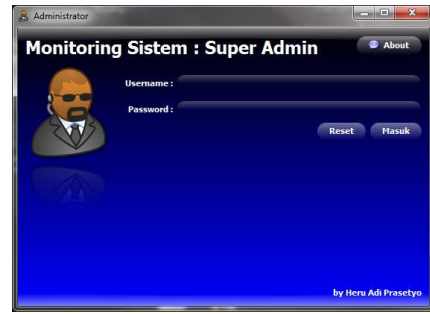 Administrator
Monitoring Sistem : Super Admin
About
Username :
Password :
Reset
Masuk
by Heru Adi Prasetyo